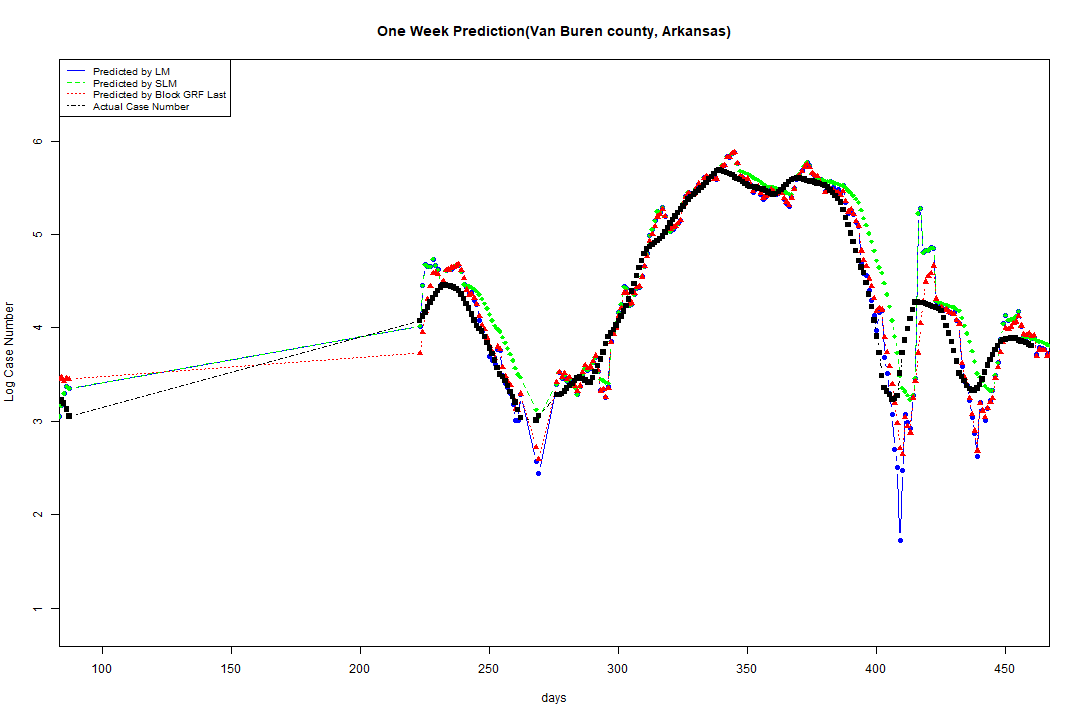 One Week Prediction(Van Buren county, Arkansas)
Predicted by LM
Predicted by SLM
Predicted by Block GRF Last
Actual Case Number
6
5
4
3
2
1
Log Case Number
100 150 200 250 300 350 400 450
days